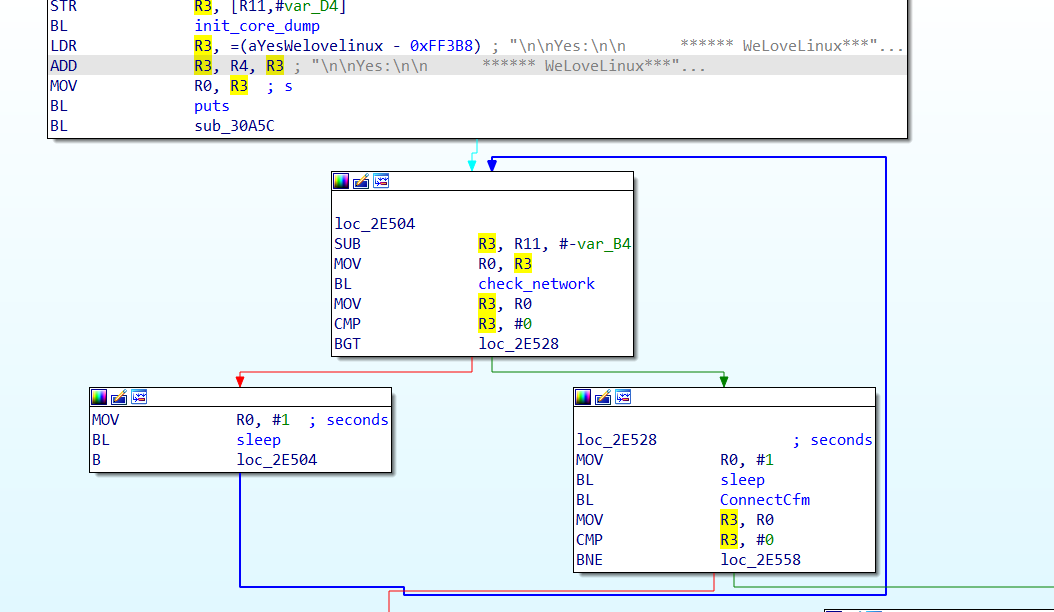 STR R3, [R11,#var_D4]
BL init_core_dump
LDR R3, =(aYesWelovelinux - 0xFF3B8) ; "\n\nYes:\n\n      ****** WeLoveLinux***"...
ADD R3, R4, R3 ; "\n\nYes:\n\n      ****** WeLoveLinux***"...
MOV R0, R3  ; s
BL puts
BL sub_30A5C
loc_2E504
SUB R3, R11, #-var_B4
MOV R0, R3
BL check_network
MOV R3, R0
CMP R3, #0
BGT loc_2E528
MOV R0, #1  ; seconds
BL sleep
B loc_2E504
loc_2E528 ; seconds
MOV R0, #1
BL sleep
BL ConnectCfm
MOV R3, R0
CMP R3, #0
BNE loc_2E558